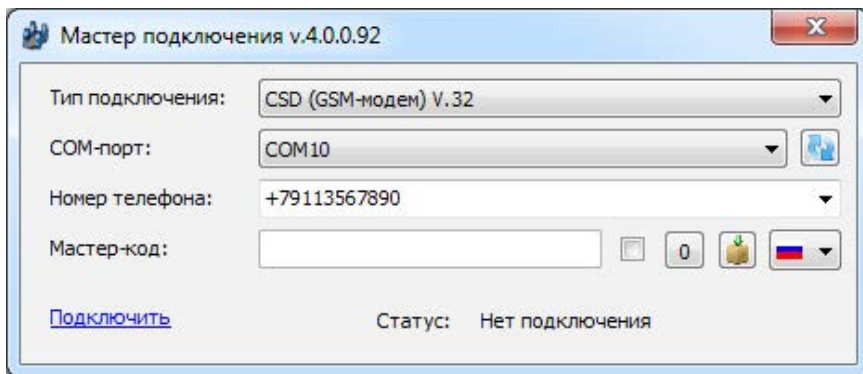 Мастер подключения v.4.0.0.92
Тип подключения: CSD (GSM-модем) V.32
COM-порт: COM10
Номер телефона: +79113567890
Мастер-код: 0
Подключить Статус: Нет подключения